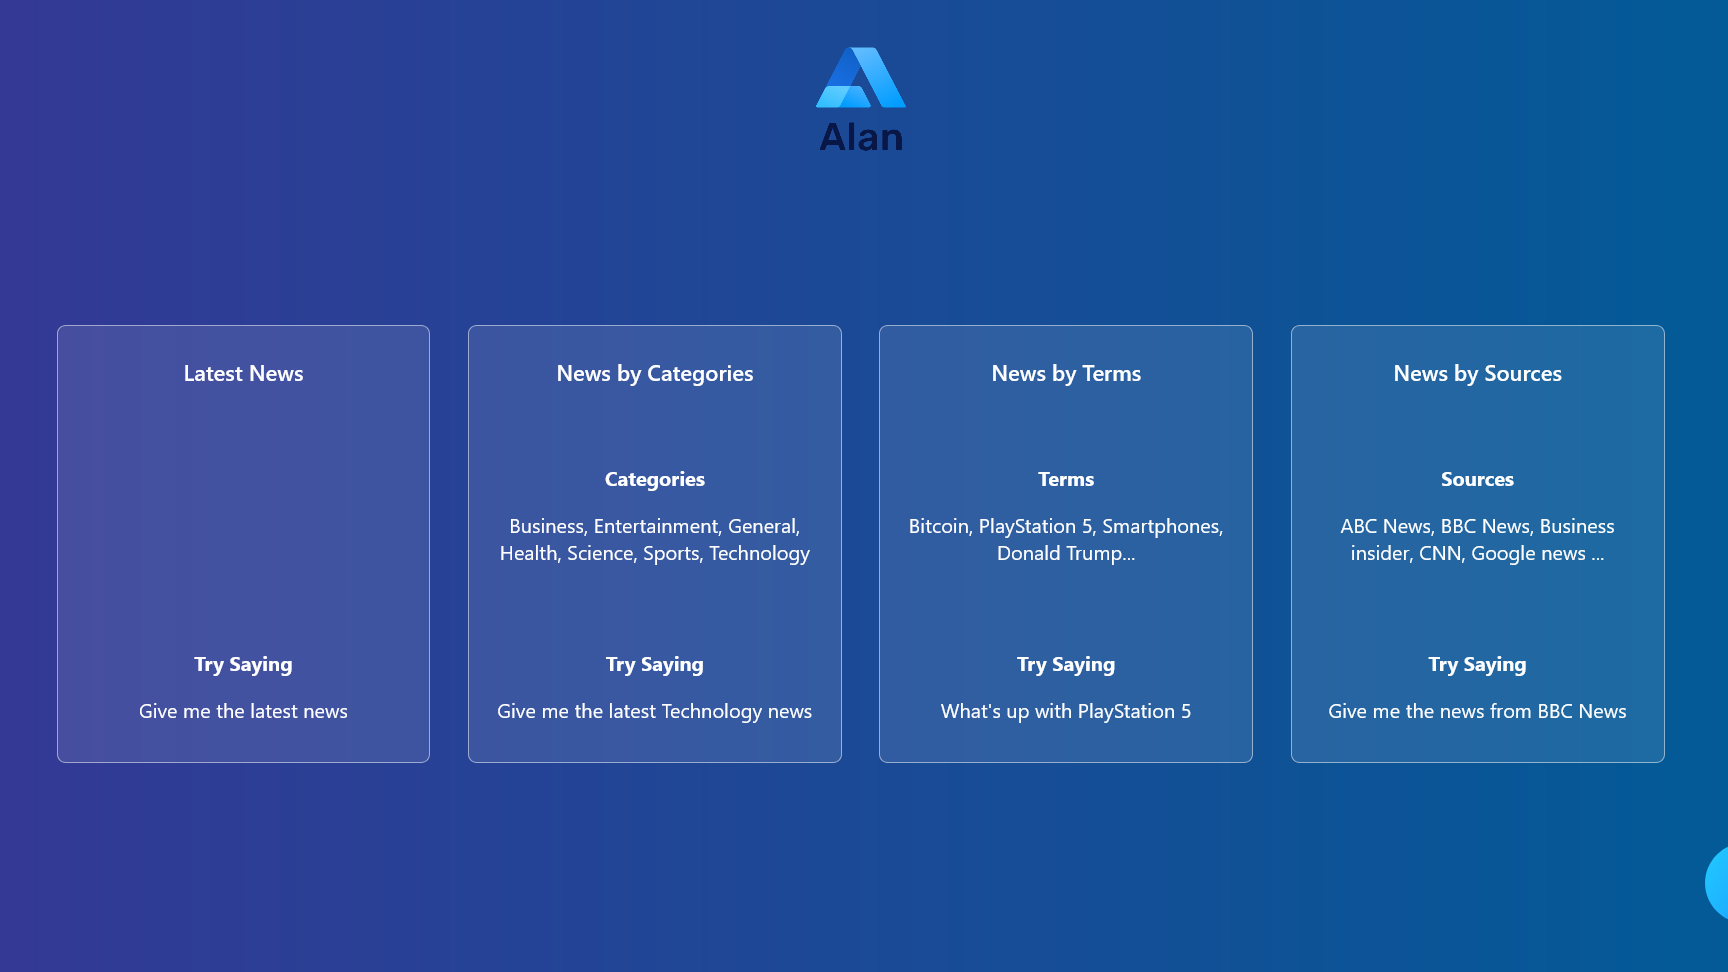 Alan
Latest News
Try Saying
Give me the latest news
News by Categories
Categories
Business, Entertainment, General,
Health, Science, Sports, Technology
Try Saying
Give me the latest Technology news
News by Terms
Terms
Bitcoin, PlayStation 5, Smartphones,
Donald Trump...
Try Saying
What's up with PlayStation 5
News by Sources
Sources
ABC News, BBC News, Business
insider, CNN, Google news ...
Try Saying
Give me the news from BBC News